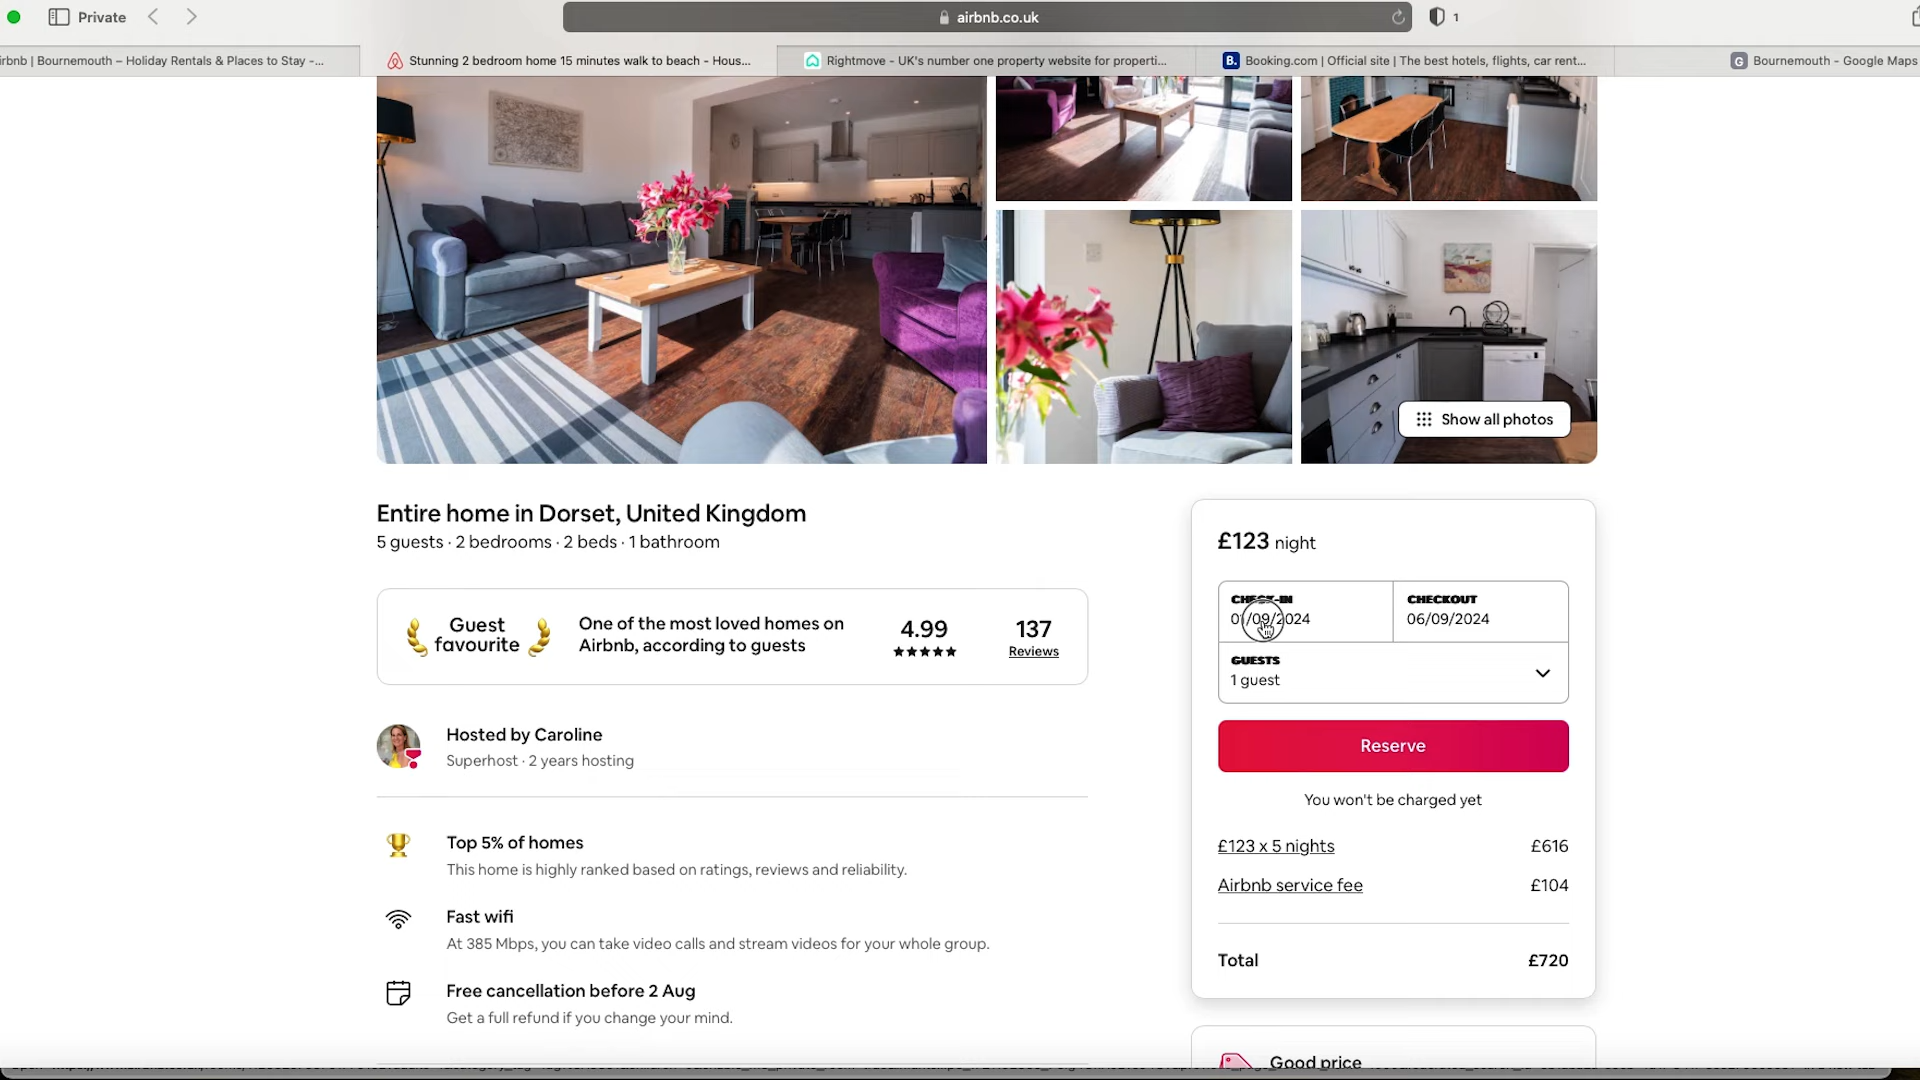 Private
airbnb.co.uk
1
irbnb | Bournemouth – Holiday Rentals & Places to Stay -...
Stunning 2 bedroom home 15 minutes walk to beach - Hous...
Rightmove - UK's number one property website for properti...
B.
Booking.com | Official site | The best hotels, flights, car rent...
G
Bournemouth - Google Maps
Show all photos
Entire home in Dorset, United Kingdom
5 guests · 2 bedrooms · 2 beds · 1 bathroom
Guest
favourite
One of the most loved homes on
Airbnb, according to guests
4.99
137
Reviews
Hosted by Caroline
Superhost · 2 years hosting
Top 5% of homes
This home is highly ranked based on ratings, reviews and reliability.
Fast wifi
At 385 Mbps, you can take video calls and stream videos for your whole group.
Free cancellation before 2 Aug
Get a full refund if you change your mind.
£123 night
CHECK-IN
01/09/2024
CHECKOUT
06/09/2024
GUESTS
1 guest
Reserve
You won't be charged yet
£123 x 5 nights
£616
Airbnb service fee
£104
Total
£720
Good price